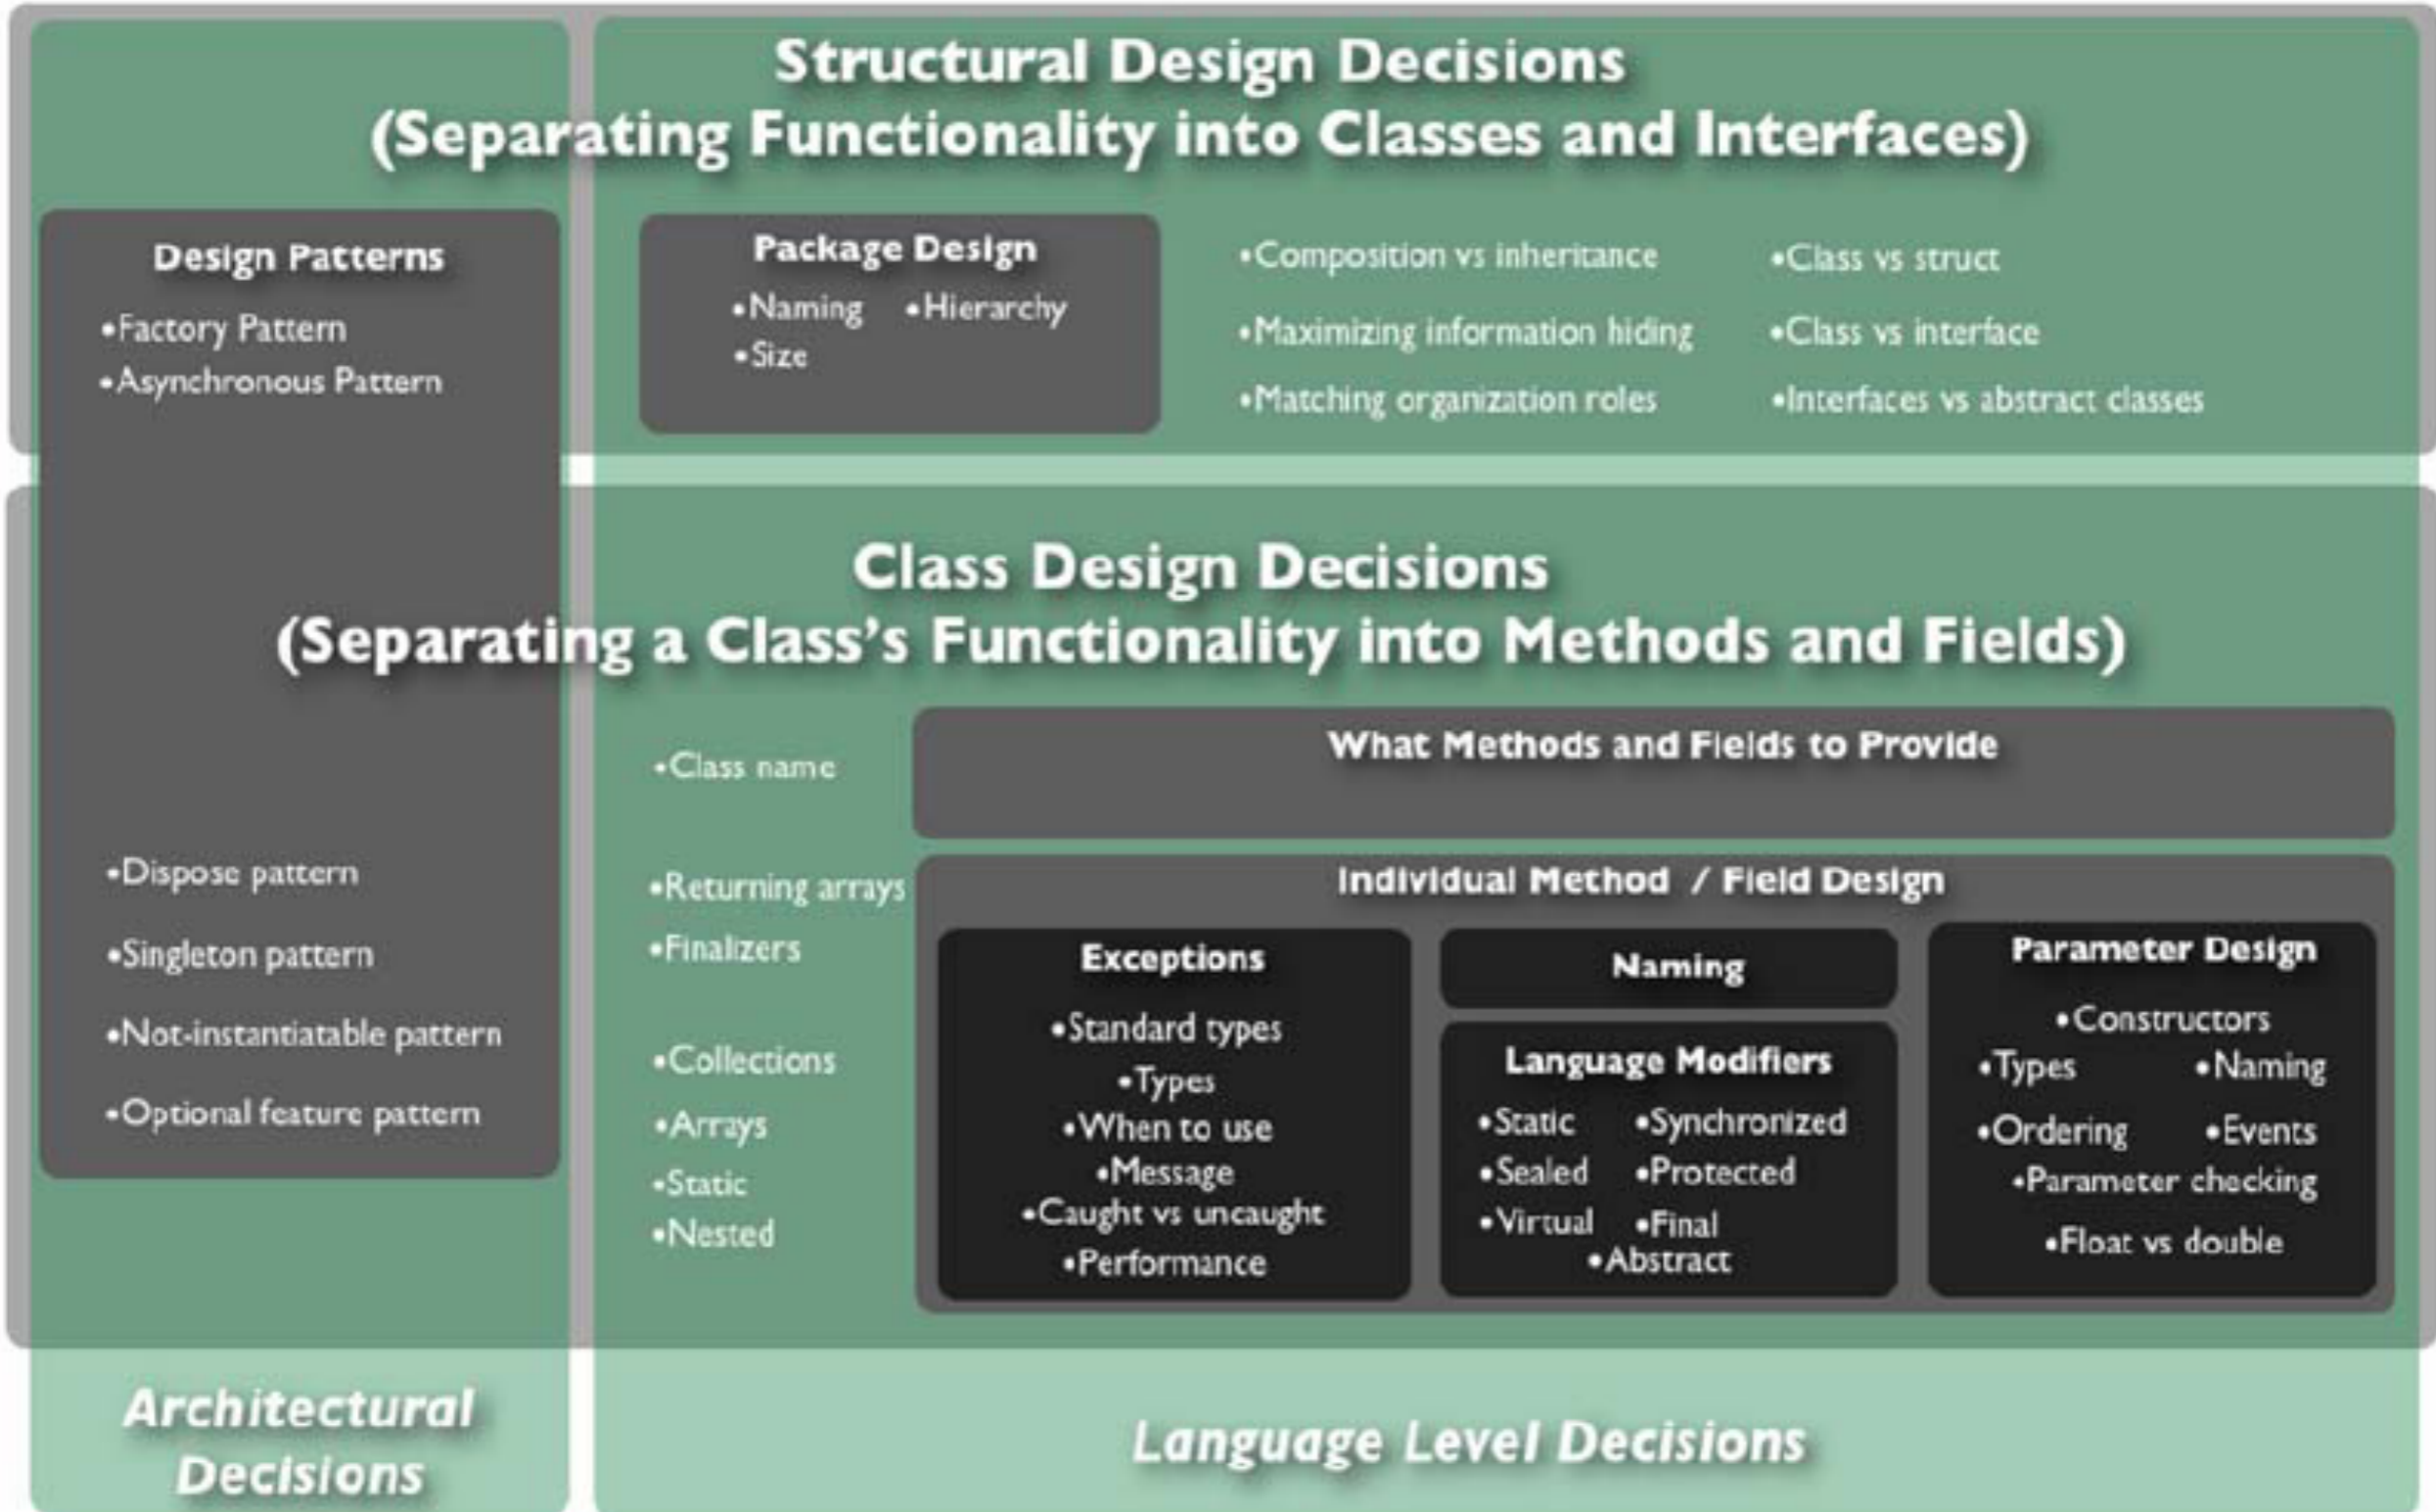 Structural Design Decisions
(Separating Functionality into Classes and Interfaces)
Design Patterns
•Factory Pattern
•Asynchronous Pattern
Package Design
•Naming •Hierarchy
•Size
•Composition vs inheritance
•Maximizing information hiding
•Matching organization roles
•Class vs struct
•Class vs interface
•Interfaces vs abstract classes
Class Design Decisions
(Separating a Class's Functionality into Methods and Fields)
•Dispose pattern
•Singleton pattern
•Not-instantiatable pattern
•Optional feature pattern
•Class name
•Returning arrays
•Finalizers
•Collections
•Arrays
•Static
•Nested
What Methods and Fields to Provide
Individual Method / Field Design
Exceptions
•Standard types
•Types
•When to use
•Message
•Caught vs uncaught
•Performance
Naming
Language Modifiers
•Static •Synchronized
•Sealed •Protected
•Virtual •Final
•Abstract
Parameter Design
•Constructors
•Types •Naming
•Ordering •Events
•Parameter checking
•Float vs double
Architectural
Decisions
Language Level Decisions